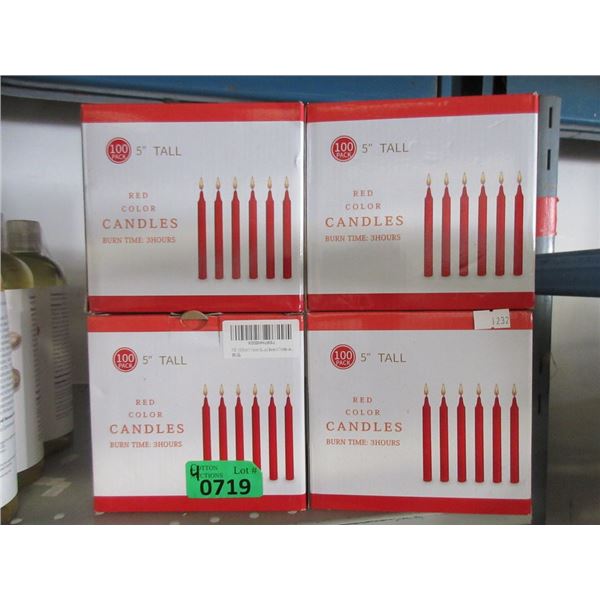 100 PACK
5" TALL
RED
COLOR
CANDLES
BURN TIME: 3HOURS
100 PACK
5" TALL
RED
COLOR
CANDLES
BURN TIME: 3HOURS
100 PACK
5" TALL
RED
COLOR
CANDLES
BURN TIME: 3HOURS
4
Lot #
0719
1232
100 PACK
5" TALL
RED
COLOR
CANDLES
BURN TIME: 3HOURS